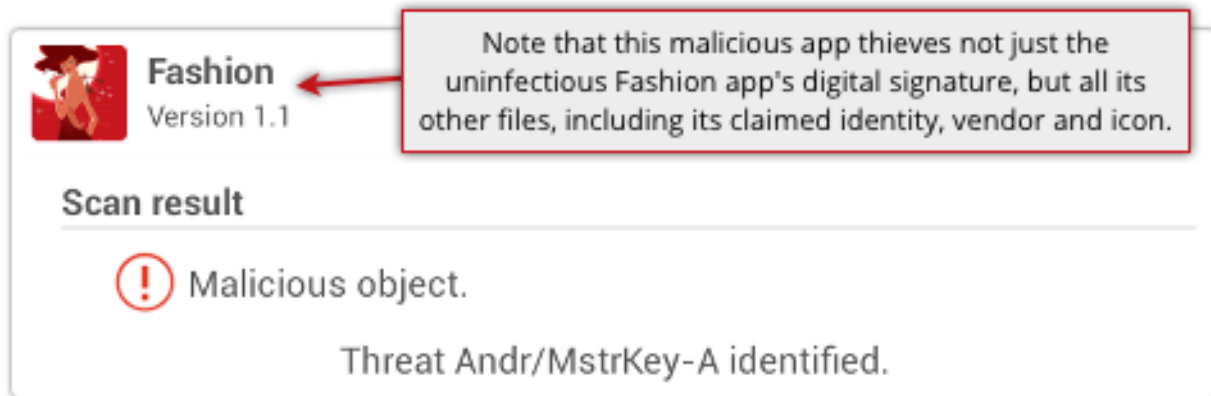 Fashion
Version 1.1
Note that this malicious app thieves not just the
uninfectious Fashion app's digital signature, but all its
other files, including its claimed identity, vendor and icon.
Scan result
Malicious object.
Threat Andr/MstrKey-A identified.